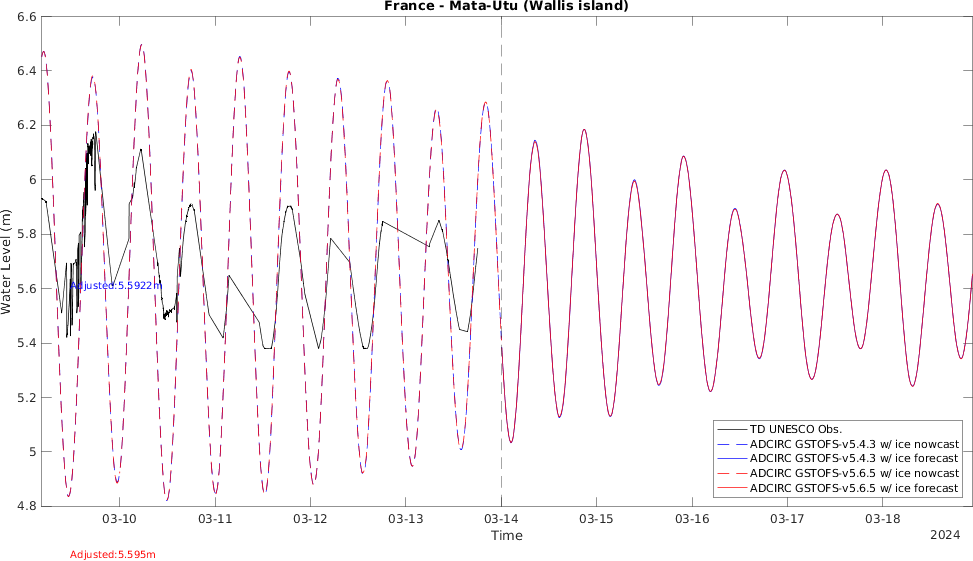 France - Mata-Utu (Wallis island)
6.6
6.4
6.2
6
5.8
5.6
5.4
5.2
5
4.8
Water Level (m)
Adjusted:5.5922m
TD UNESCO Obs.
ADCIRC GSTOFS-v5.4.3 w/ ice nowcast
ADCIRC GSTOFS-v5.4.3 w/ ice forecast
ADCIRC GSTOFS-v5.6.5 w/ ice nowcast
ADCIRC GSTOFS-v5.6.5 w/ ice forecast
03-10 03-11 03-12 03-13 03-14 03-15 03-16 03-17 03-18
Time
2024
Adjusted:5.595m